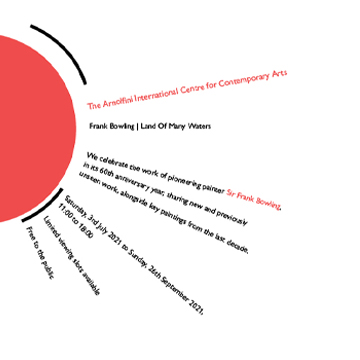 The Arnolfini International Centre for Contemporary Arts
Frank Bowling | Land Of Many Waters
We celebrate the work of pioneering painter Sir Frank Bowling,
in its 60th anniversary year, sharing new and previously
unseen work, alongside key paintings from the last decade.
Saturday, 3rd July 2021 to Sunday, 26th September 2021,
11:00 to 18:00
Limited viewing slots available
Free to the public